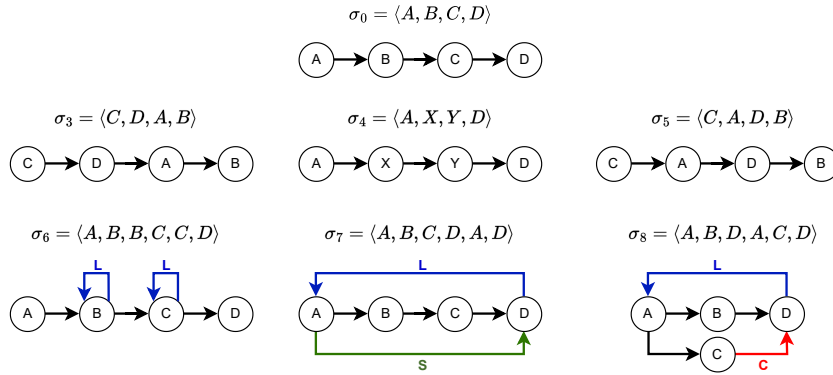 σ₀ = ⟨A, B, C, D⟩
A B C D
σ₃ = ⟨C, D, A, B⟩ σ₄ = ⟨A, X, Y, D⟩ σ₅ = ⟨C, A, D, B⟩
C D A B A X Y D C A D B
σ₆ = ⟨A, B, B, C, C, D⟩ σ₇ = ⟨A, B, C, D, A, D⟩ σ₈ = ⟨A, B, D, A, C, D⟩
L L L L
A B C D A B C D A B D
C
S C